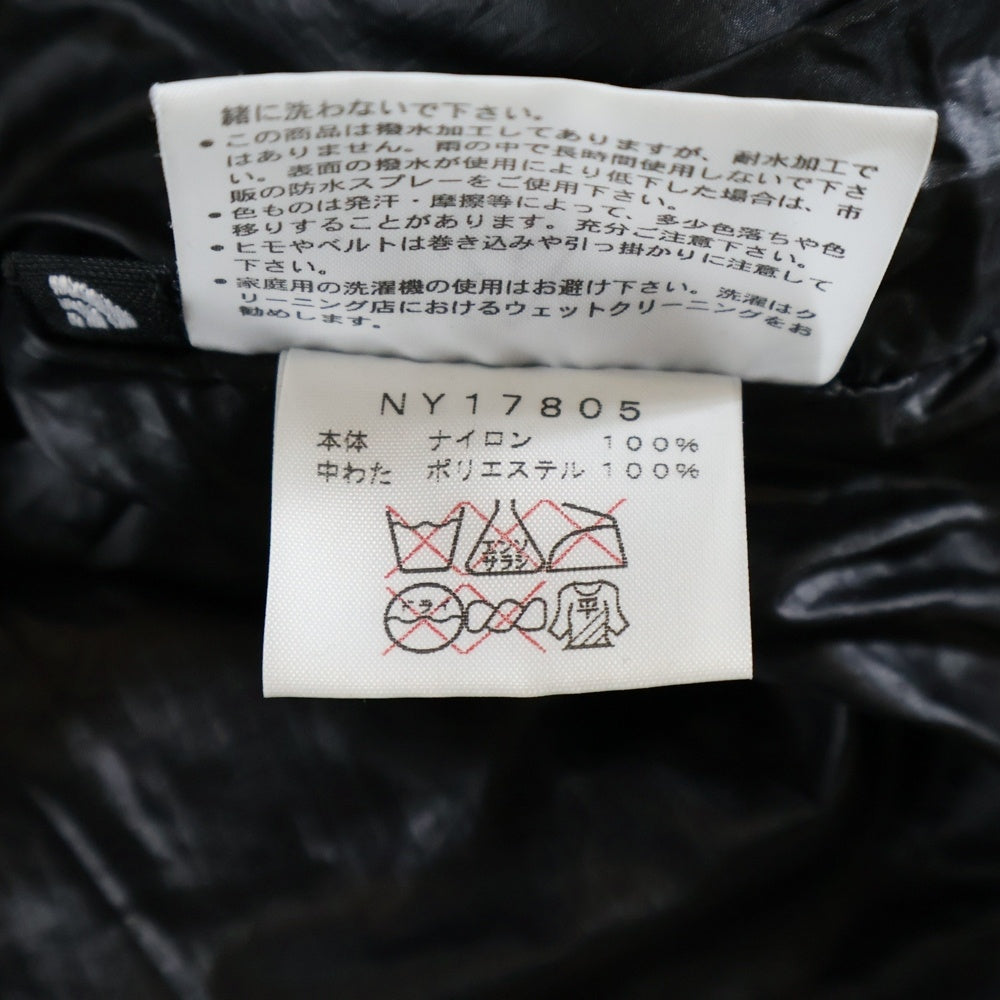 緒に洗わないで下さい。
●この商品は撥水加工してありますが、耐水加工で
はありません。雨の中で長時間使用しないで下さ
い。表面の撥水が使用により低下した場合は、市
販の防水スプレーをご使用下さい。
●色ものは発汗・摩擦等によって、多少色落ちや色
移りすることがあります。充分ご注意下さい。
●ヒモやベルトは巻き込みや引っ掛かりに注意して
下さい。
●家庭用の洗濯機の使用はお避け下さい。洗濯はク
リーニング店におけるウェットクリーニングをお
勧めします。
NY17805
本体 ナイロン 100%
中わた ポリエステル 100%
エンソ
サラシ
ドライ
平